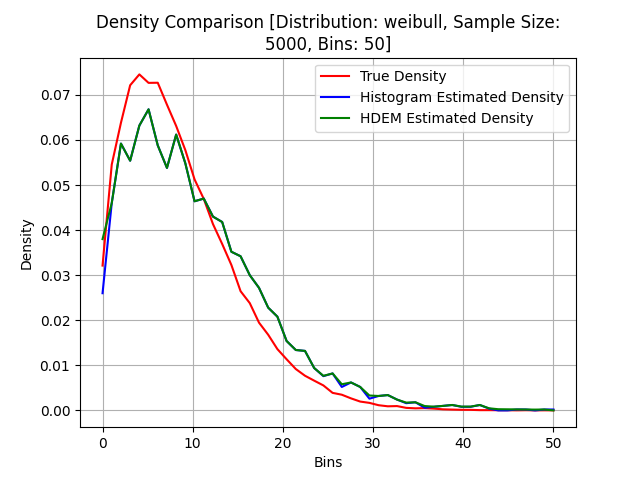 Density Comparison [Distribution: weibull, Sample Size:
5000, Bins: 50]
True Density
Histogram Estimated Density
HDEM Estimated Density
Density
0.07
0.06
0.05
0.04
0.03
0.02
0.01
0.00
0 10 20 30 40 50
Bins